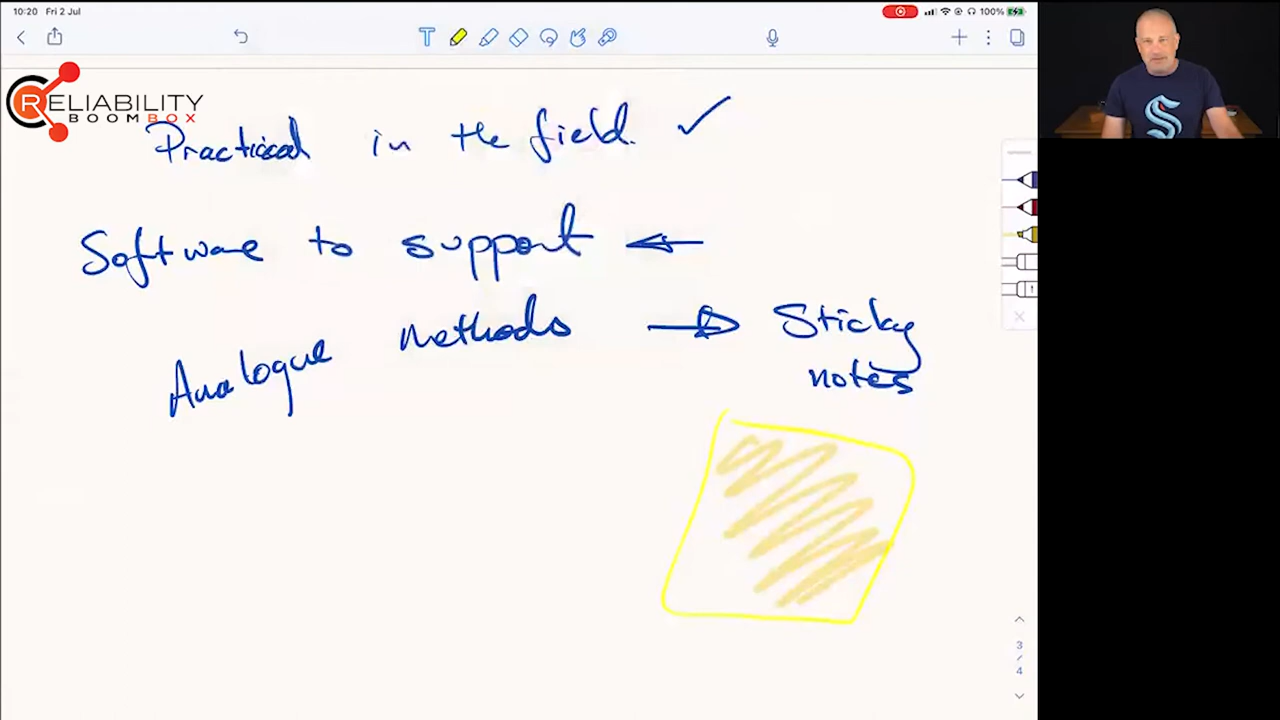 10:20 Fri 2 Jul
100%
RELIABILITY
BOOMBOX
Practical in the field. ✓
Software to support ←
Analogue methods → Sticky
notes
3
/
4